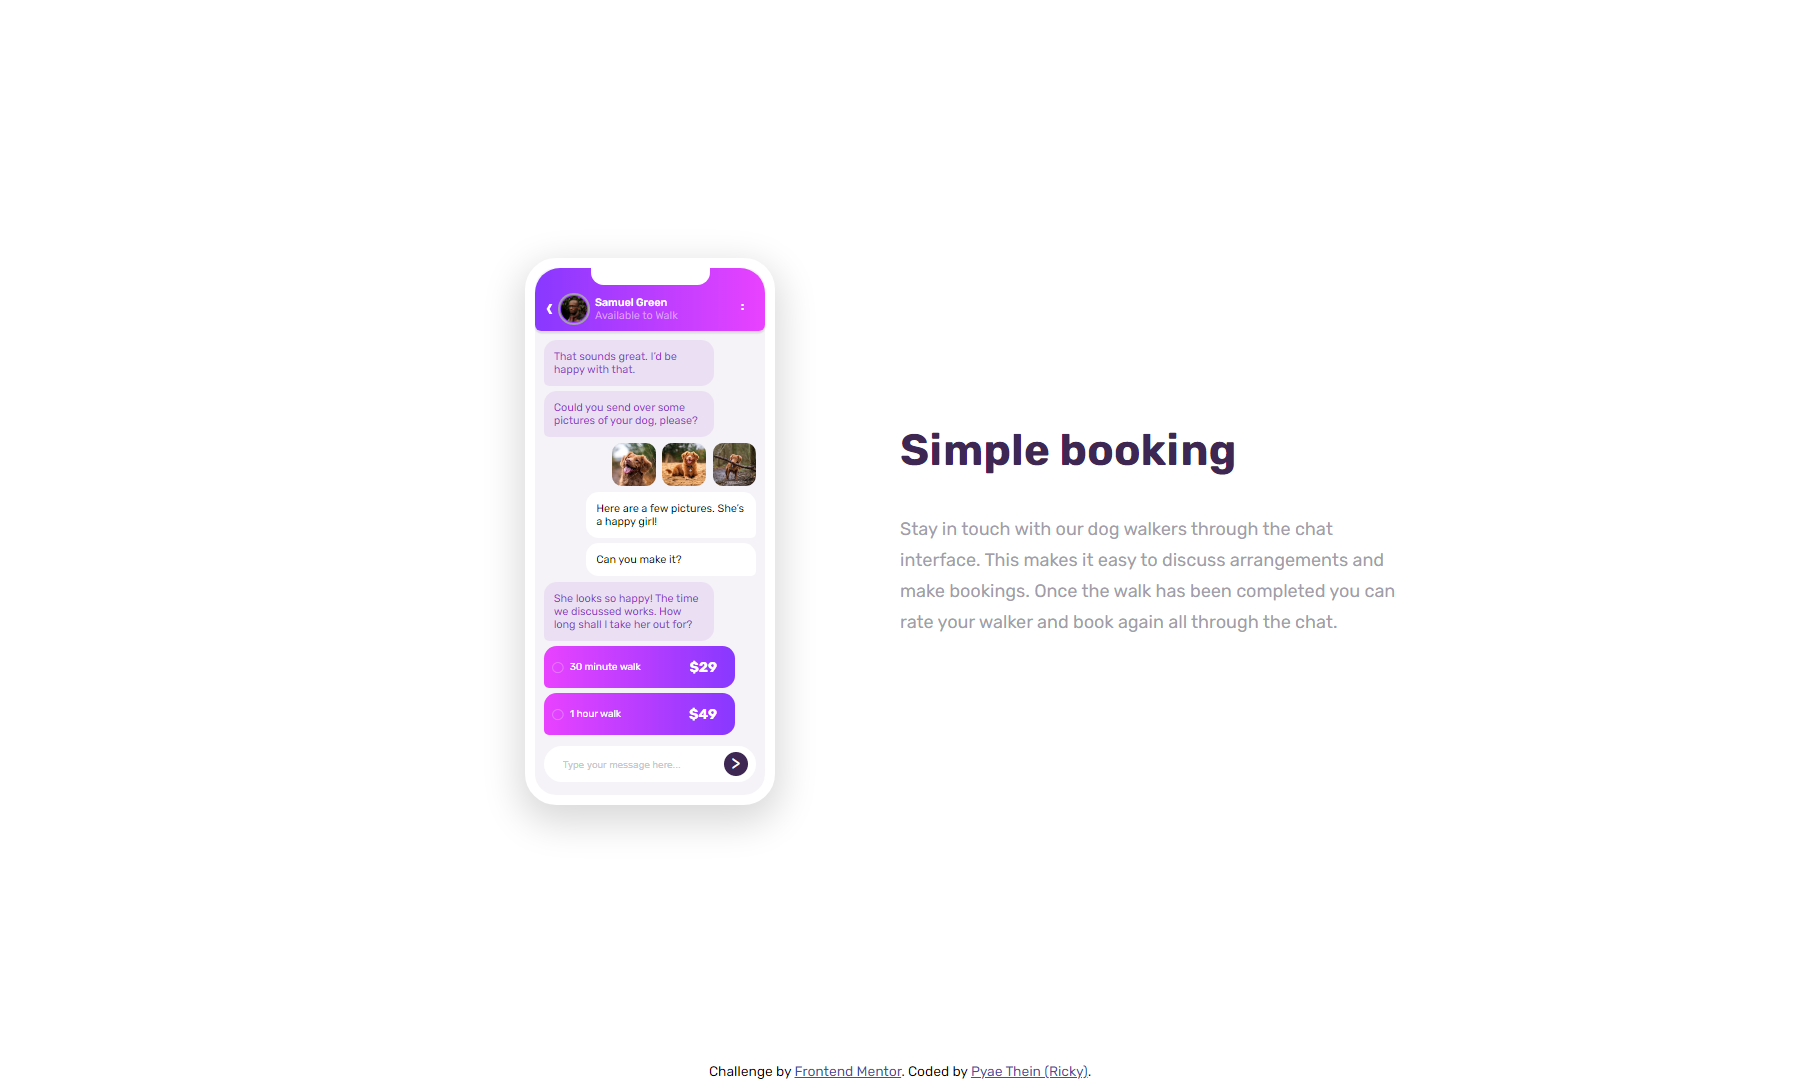 Samuel Green
Available to Walk
That sounds great. I'd be
happy with that.
Could you send over some
pictures of your dog, please?
Here are a few pictures. She's
a happy girl!
Can you make it?
She looks so happy! The time
we discussed works. How
long shall I take her out for?
30 minute walk $29
1 hour walk $49
Type your message here...
Simple booking
Stay in touch with our dog walkers through the chat
interface. This makes it easy to discuss arrangements and
make bookings. Once the walk has been completed you can
rate your walker and book again all through the chat.
Challenge by Frontend Mentor. Coded by Pyae Thein (Ricky).